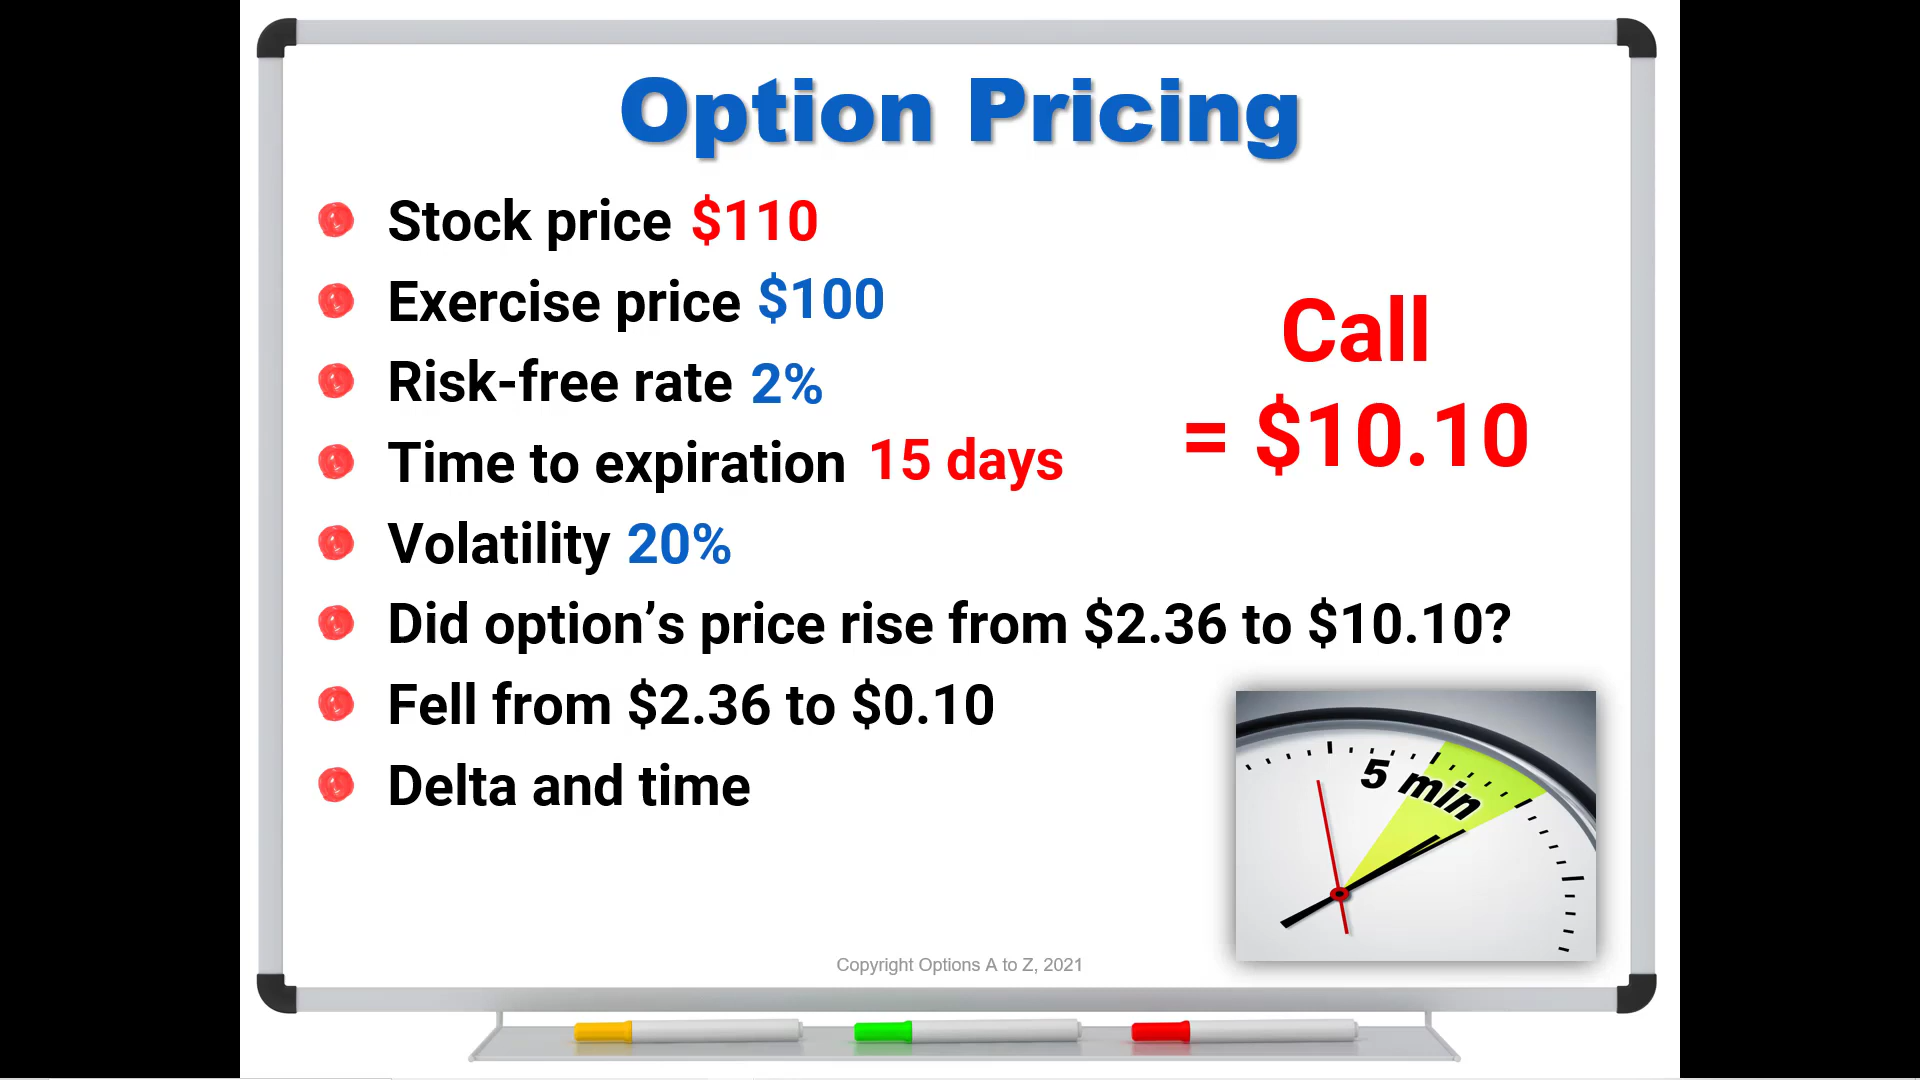 Option Pricing
Stock price $110
Exercise price $100
Risk-free rate 2%
Time to expiration 15 days
Volatility 20%
Did option’s price rise from $2.36 to $10.10?
Fell from $2.36 to $0.10
Delta and time
Call
= $10.10
5 min
Copyright Options A to Z, 2021